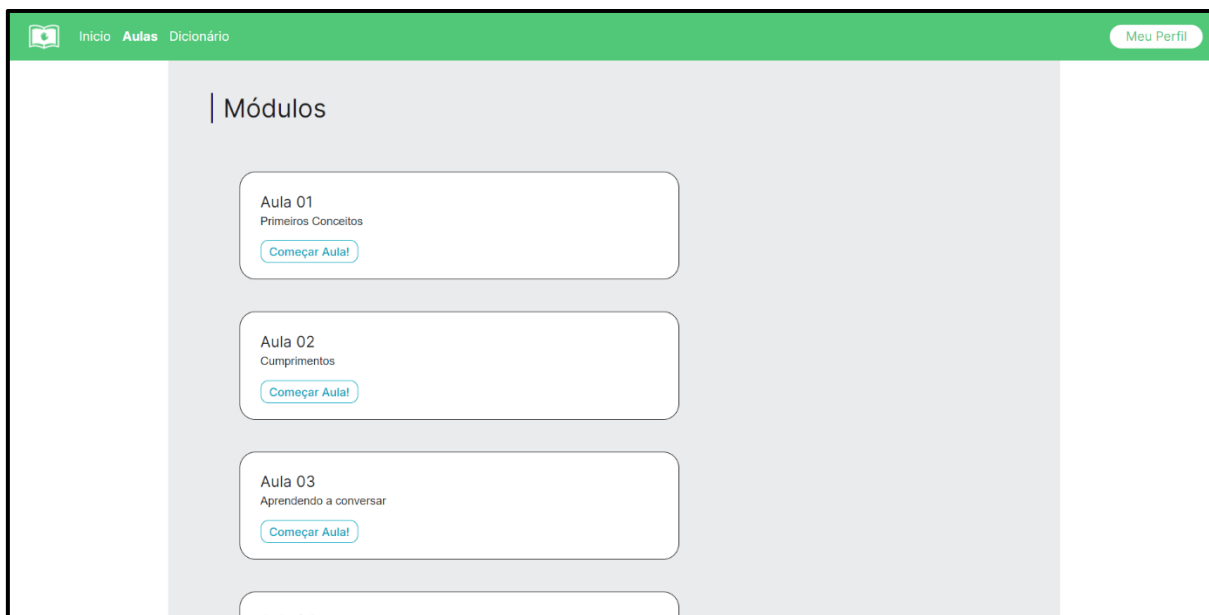 Inicio Aulas Dicionário Meu Perfil
Módulos
Aula 01
Primeiros Conceitos
Começar Aula!
Aula 02
Cumprimentos
Começar Aula!
Aula 03
Aprendendo a conversar
Começar Aula!